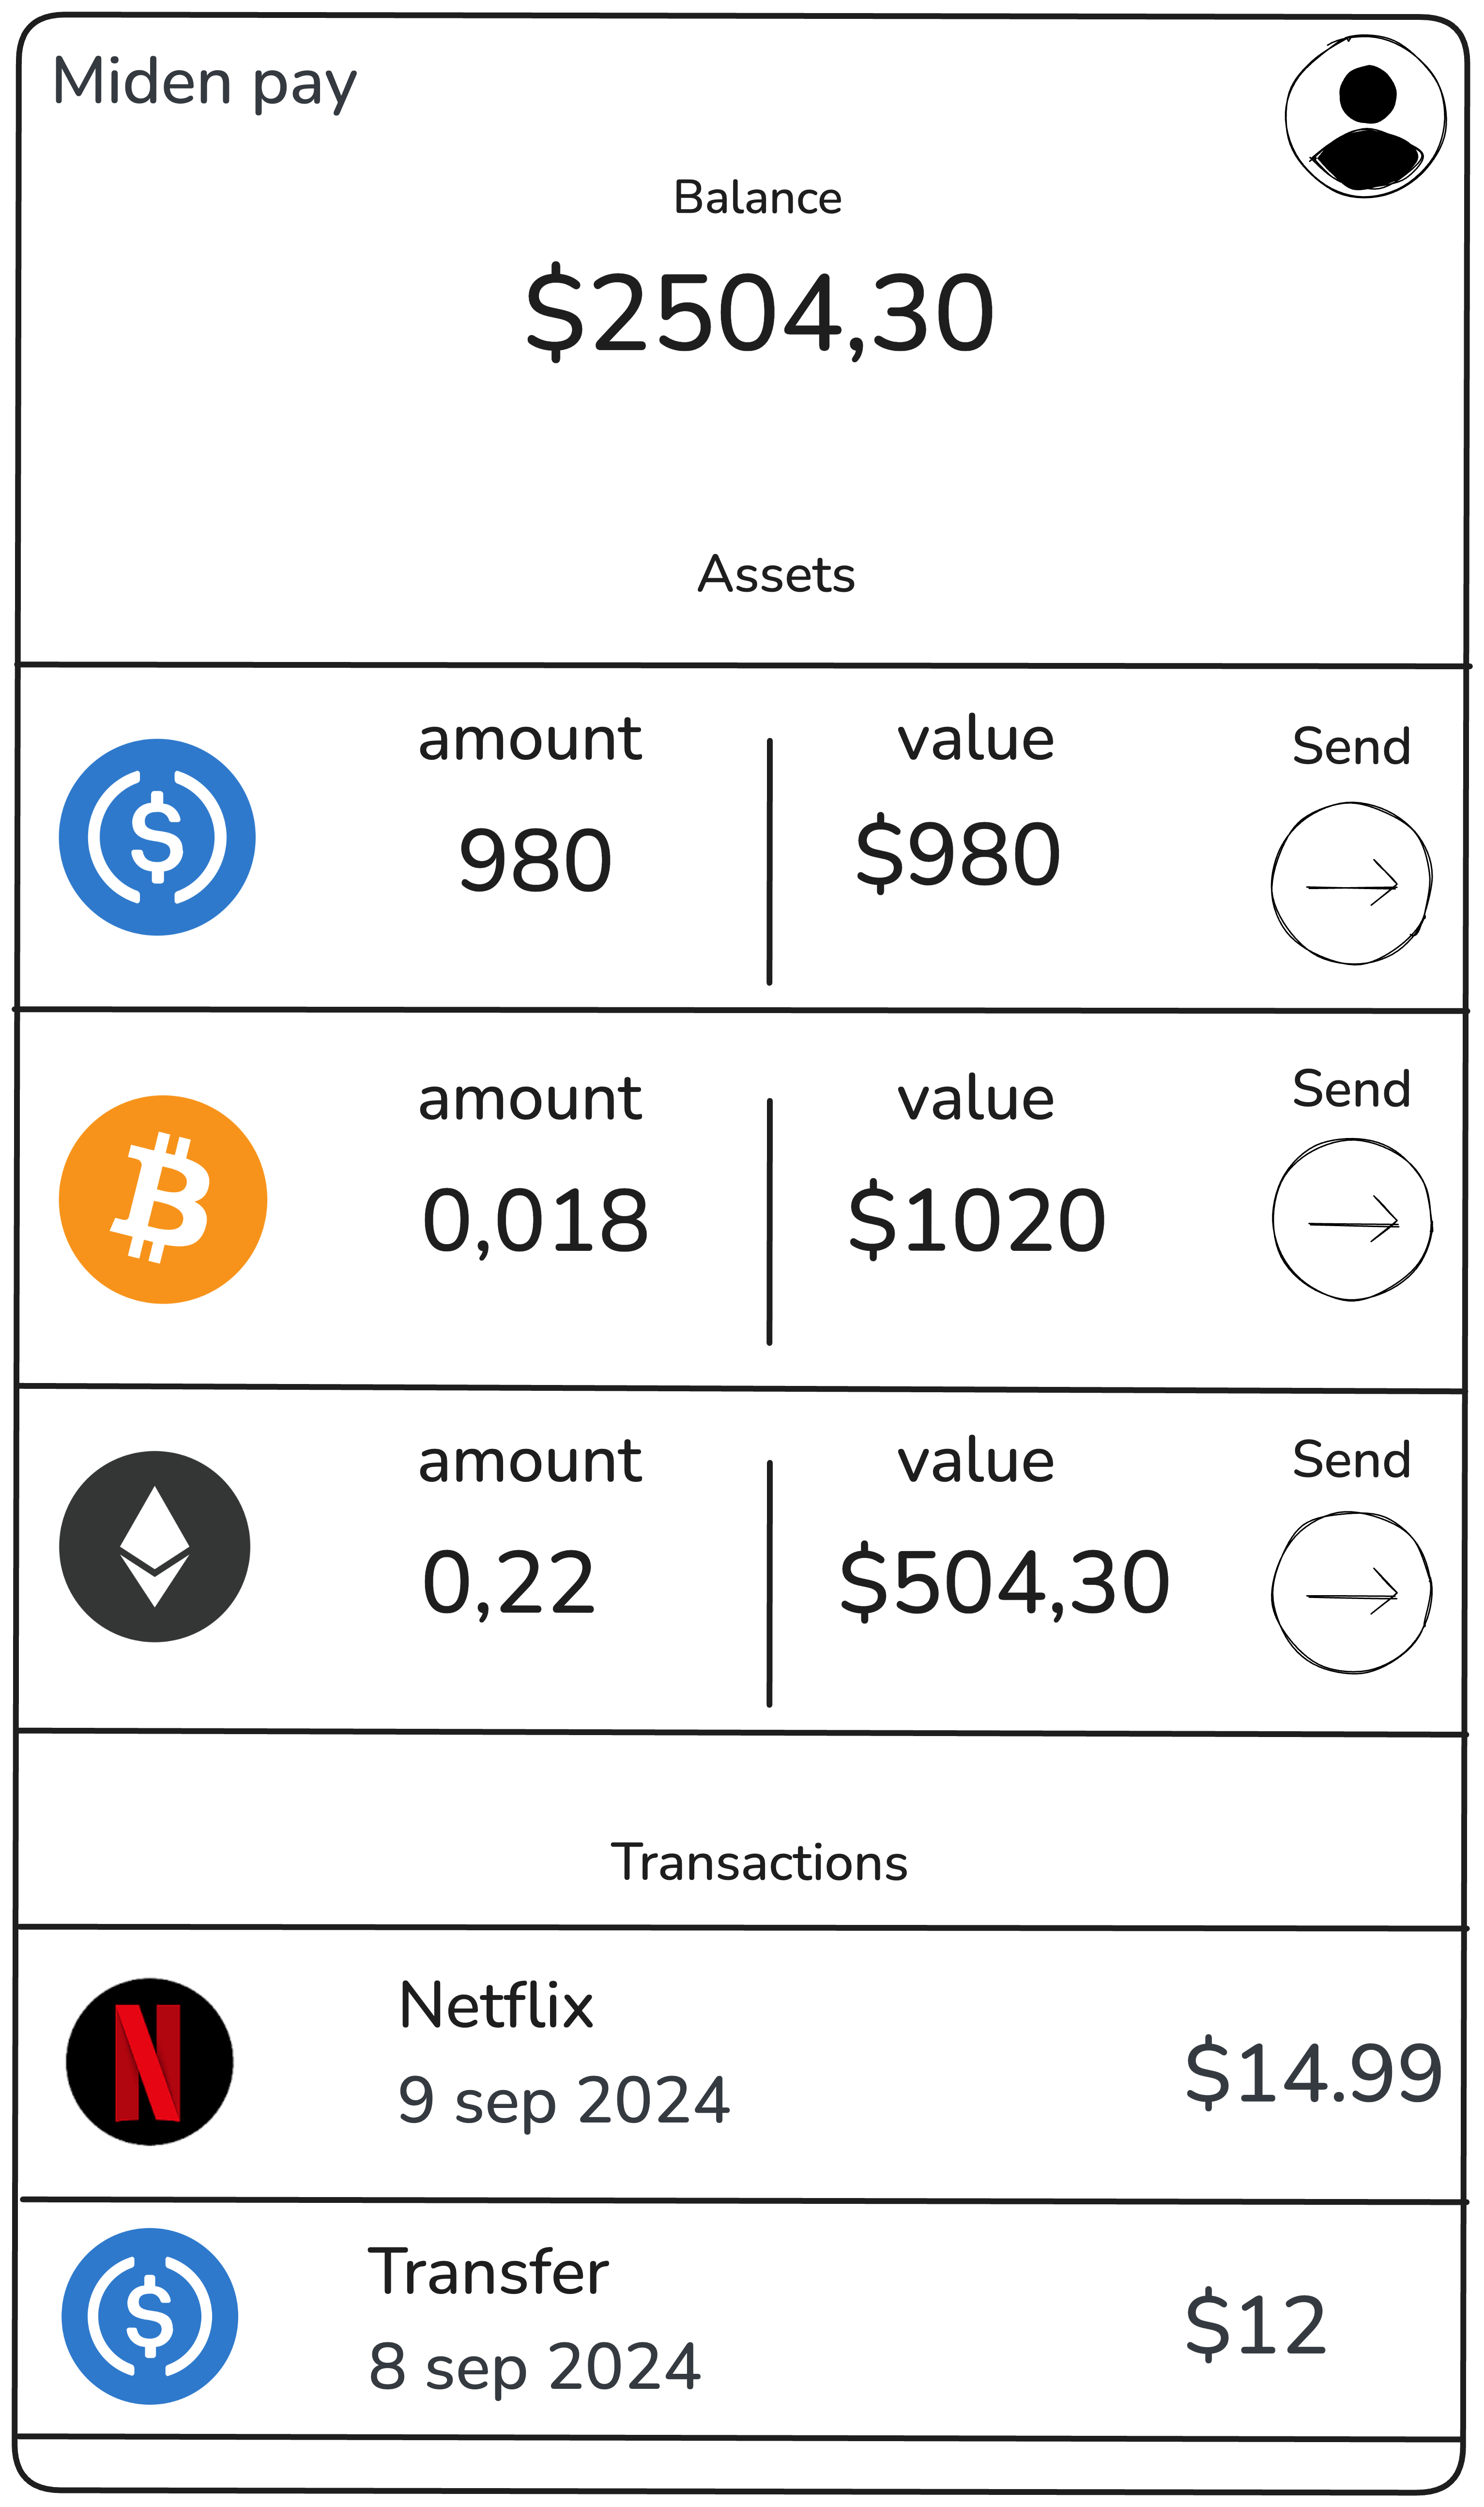 Miden pay
Balance
$2504,30
Assets
amount
value
Send
980
$980
amount
value
Send
0,018
$1020
amount
value
Send
0,22
$504,30
Transactions
Netflix
9 sep 2024
$14.99
Transfer
8 sep 2024
$12